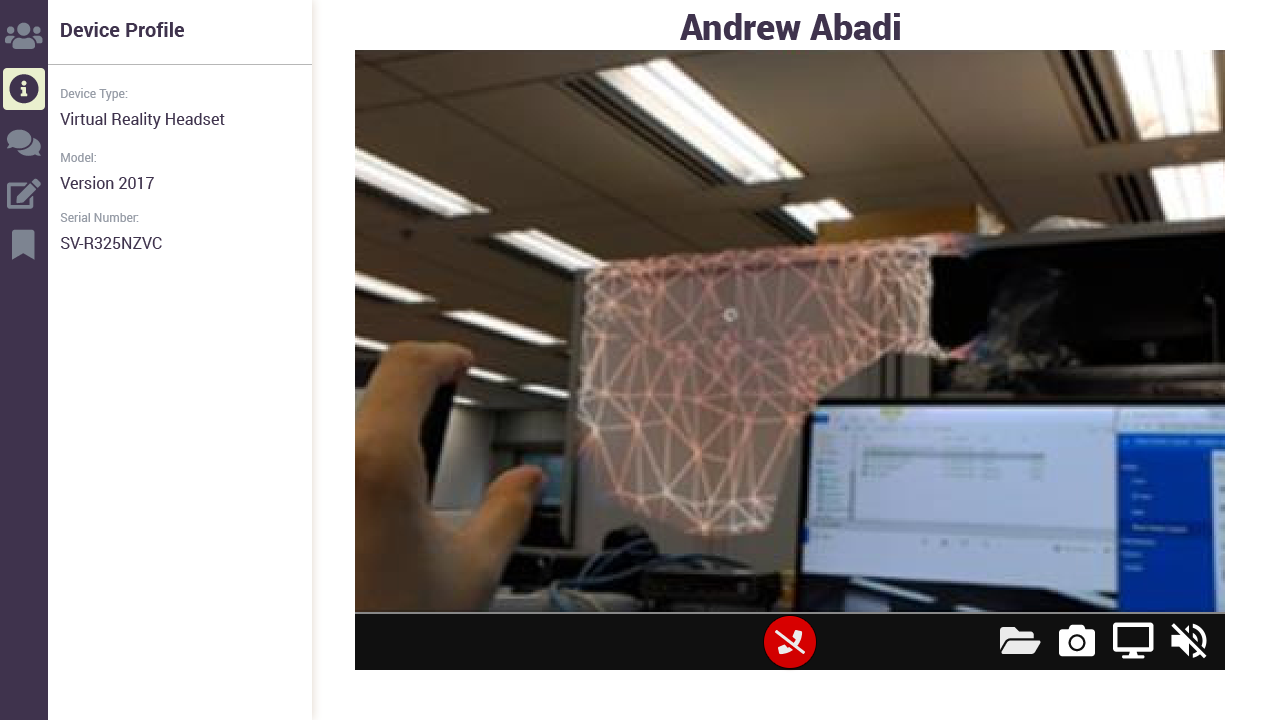 Device Profile
Device Type:
Virtual Reality Headset
Model:
Version 2017
Serial Number:
SV-R325NZVC
Andrew Abadi